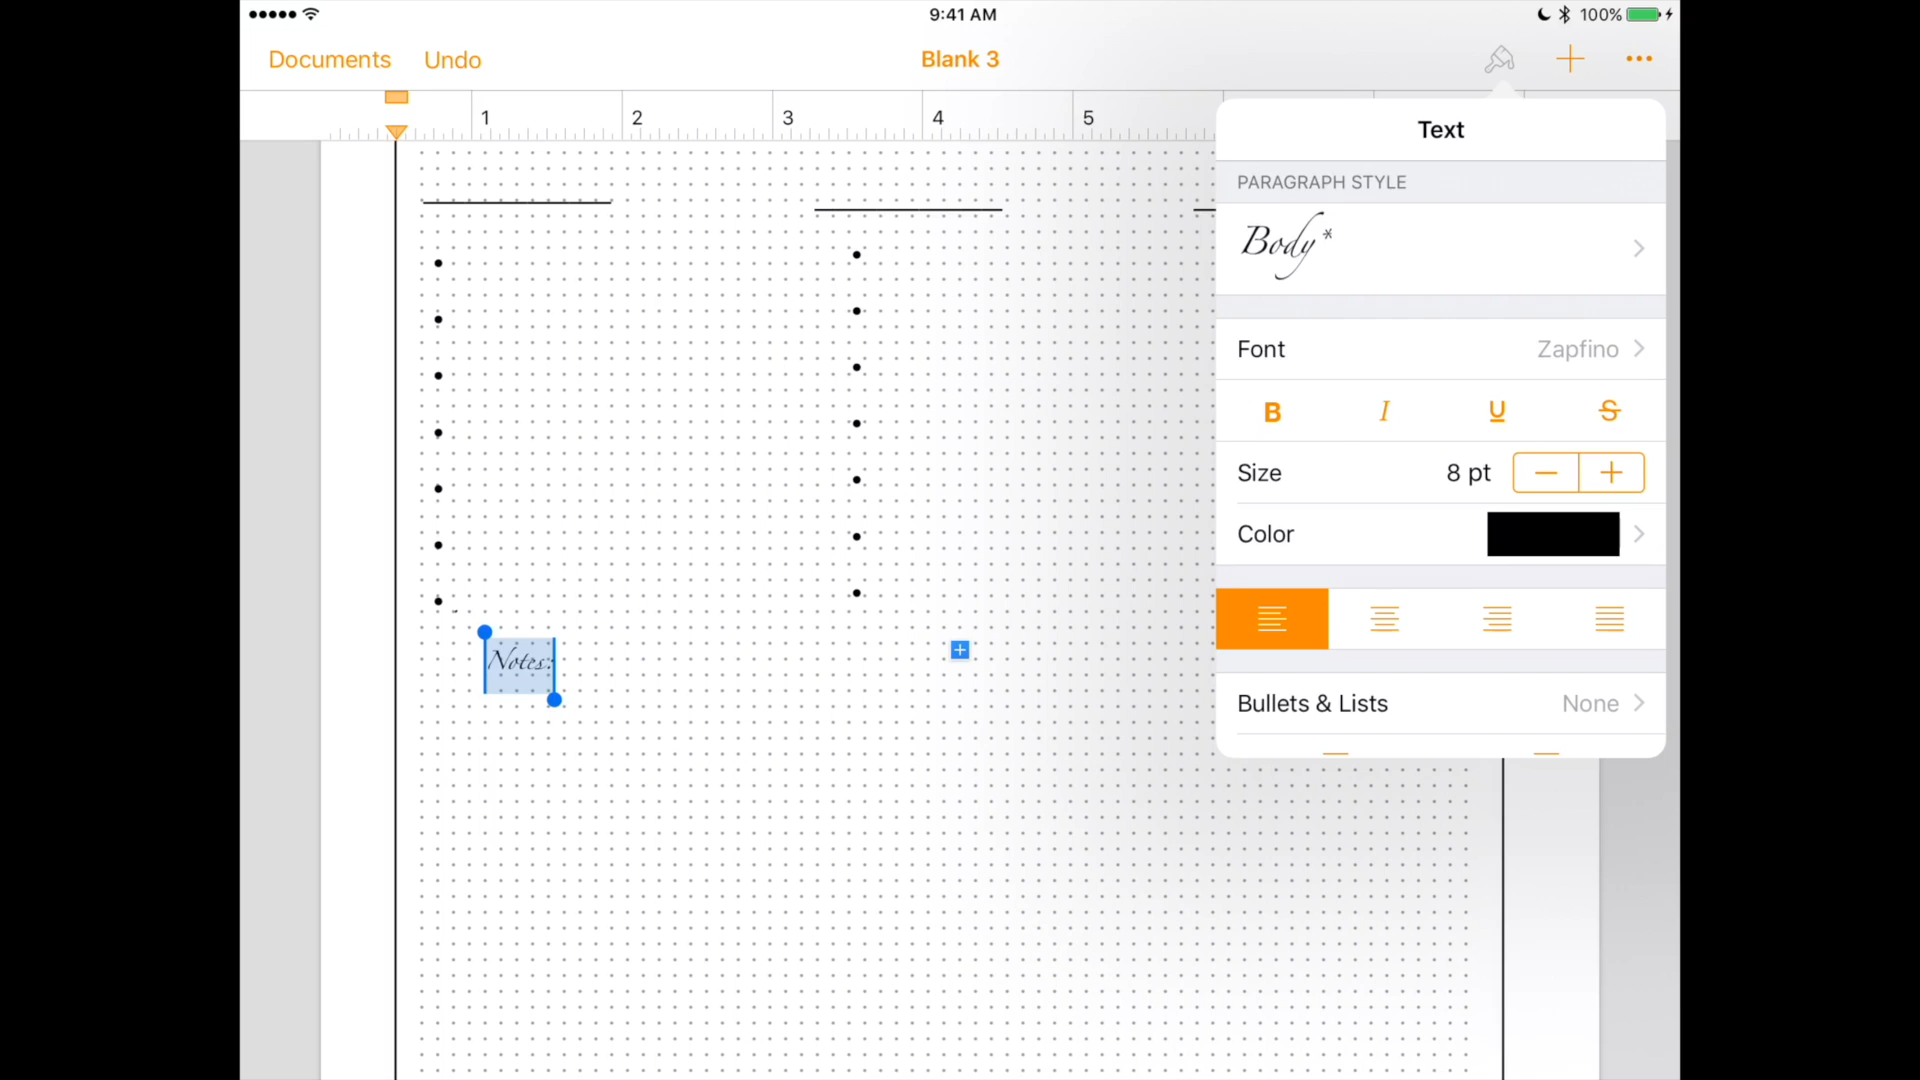 9:41 AM
100%
Documents Undo Blank 3
1 2 3 4 5
Text
PARAGRAPH STYLE
Body*
Font Zapfino
B I U S
Size 8 pt
Color
Notes:
Bullets & Lists None